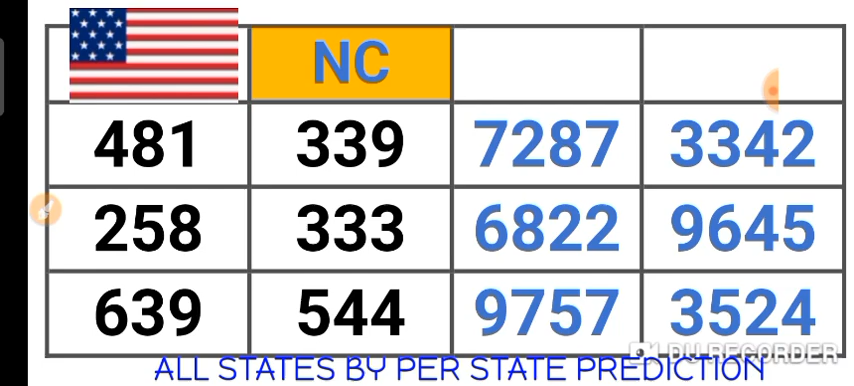 NC
481 339 7287 3342
258 333 6822 9645
639 544 9757 3524
DU RECORDER
ALL STATES BY PER STATE PREDICTION